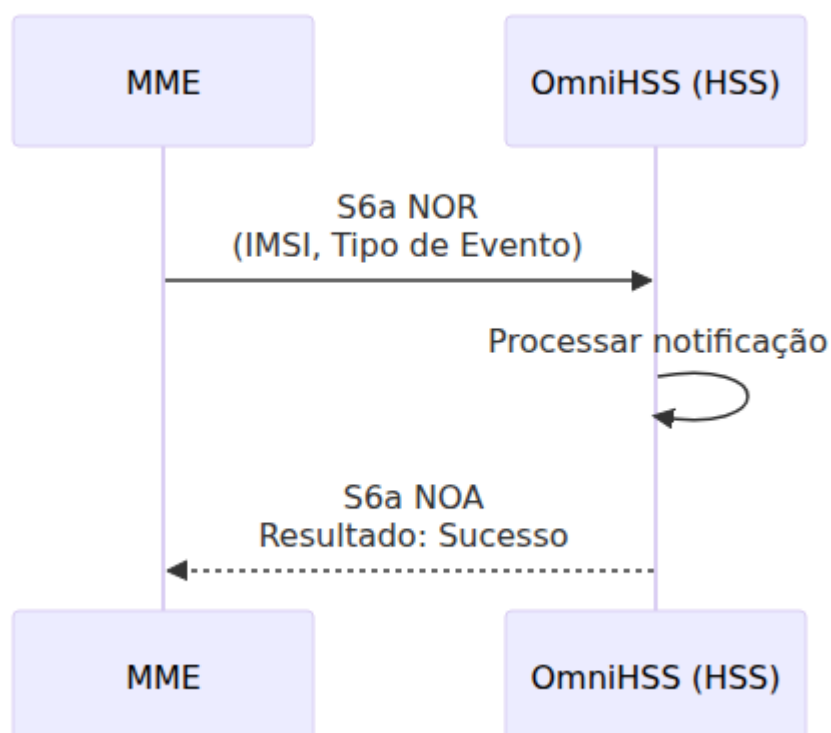 MME
OmniHSS (HSS)
S6a NOR
(IMSI, Tipo de Evento)
Processar notificação
S6a NOA
Resultado: Sucesso
MME
OmniHSS (HSS)